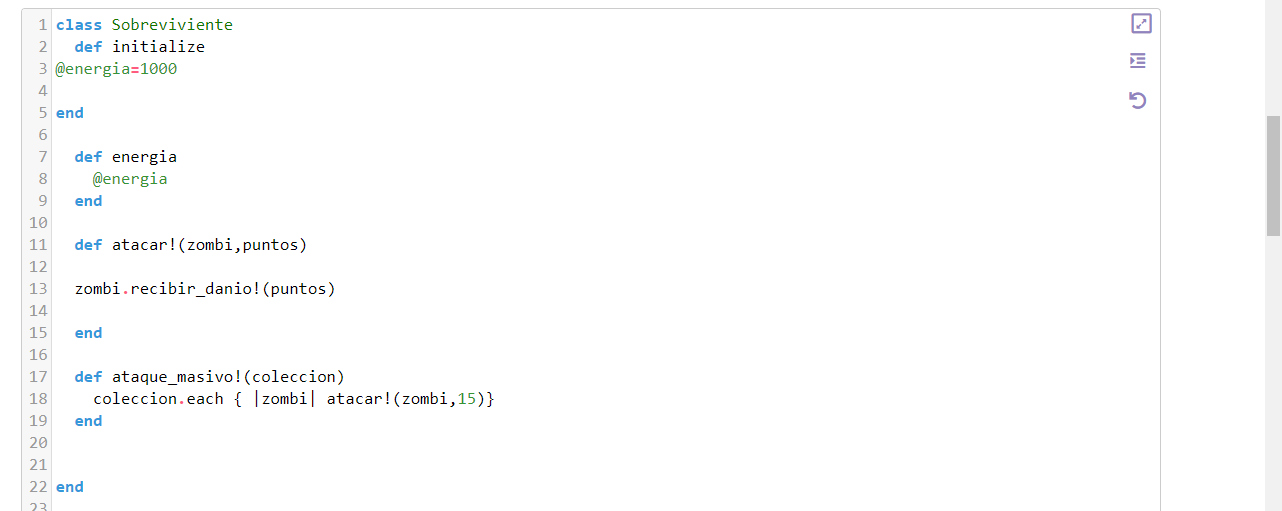 1 class Sobreviviente
2 def initialize
3 @energia=1000
4
5 end
6
7 def energia
8 @energia
9 end
10
11 def atacar!(zombi,puntos)
12
13 zombi.recibir_danio!(puntos)
14
15 end
16
17 def ataque_masivo!(coleccion)
18 coleccion.each { |zombi| atacar!(zombi,15)}
19 end
20
21
22 end
23